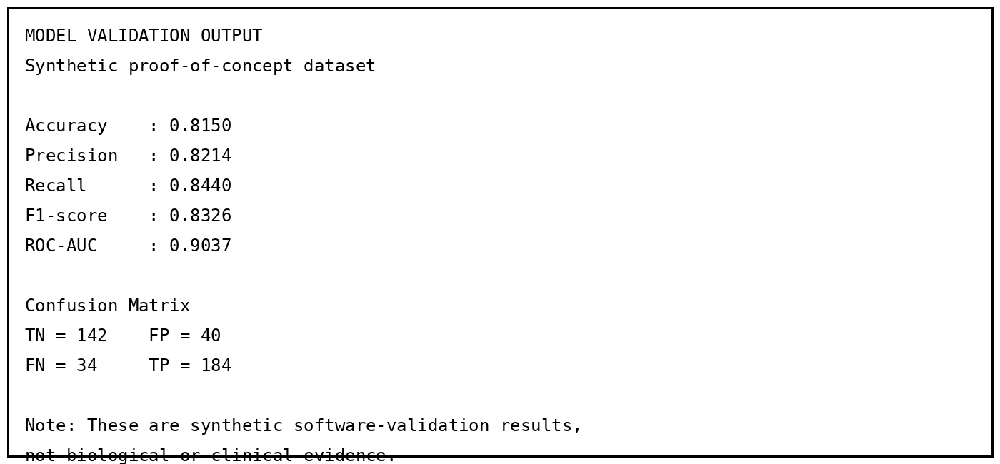 MODEL VALIDATION OUTPUT
Synthetic proof-of-concept dataset
Accuracy    : 0.8150
Precision   : 0.8214
Recall      : 0.8440
F1-score    : 0.8326
ROC-AUC     : 0.9037
Confusion Matrix
TN = 142    FP = 40
FN = 34     TP = 184
Note: These are synthetic software-validation results,
not biological or clinical evidence.